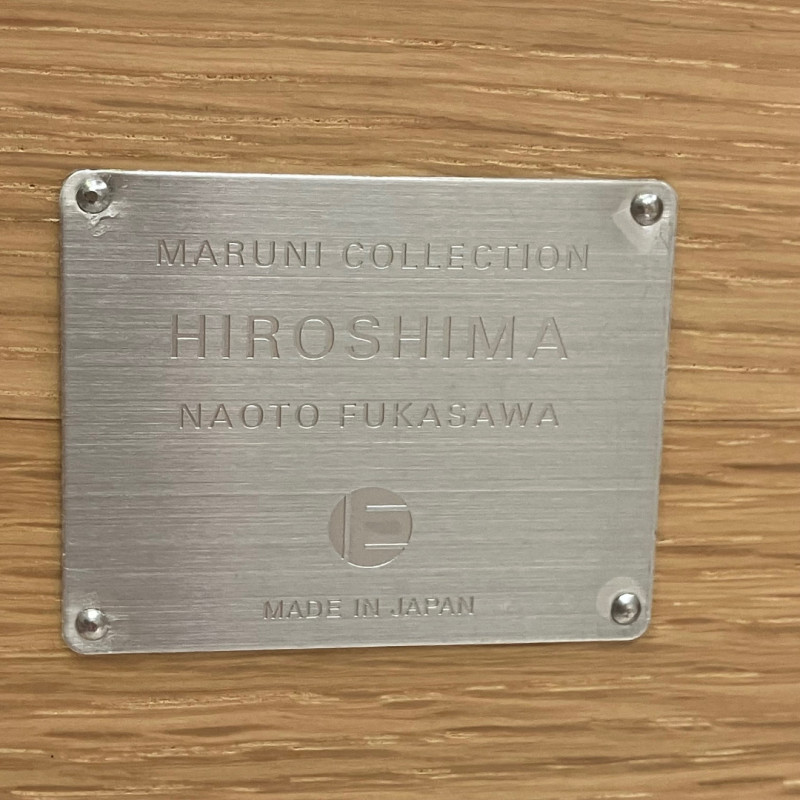 MARUNI COLLECTION
HIROSHIMA
NAOTO FUKASAWA
MADE IN JAPAN